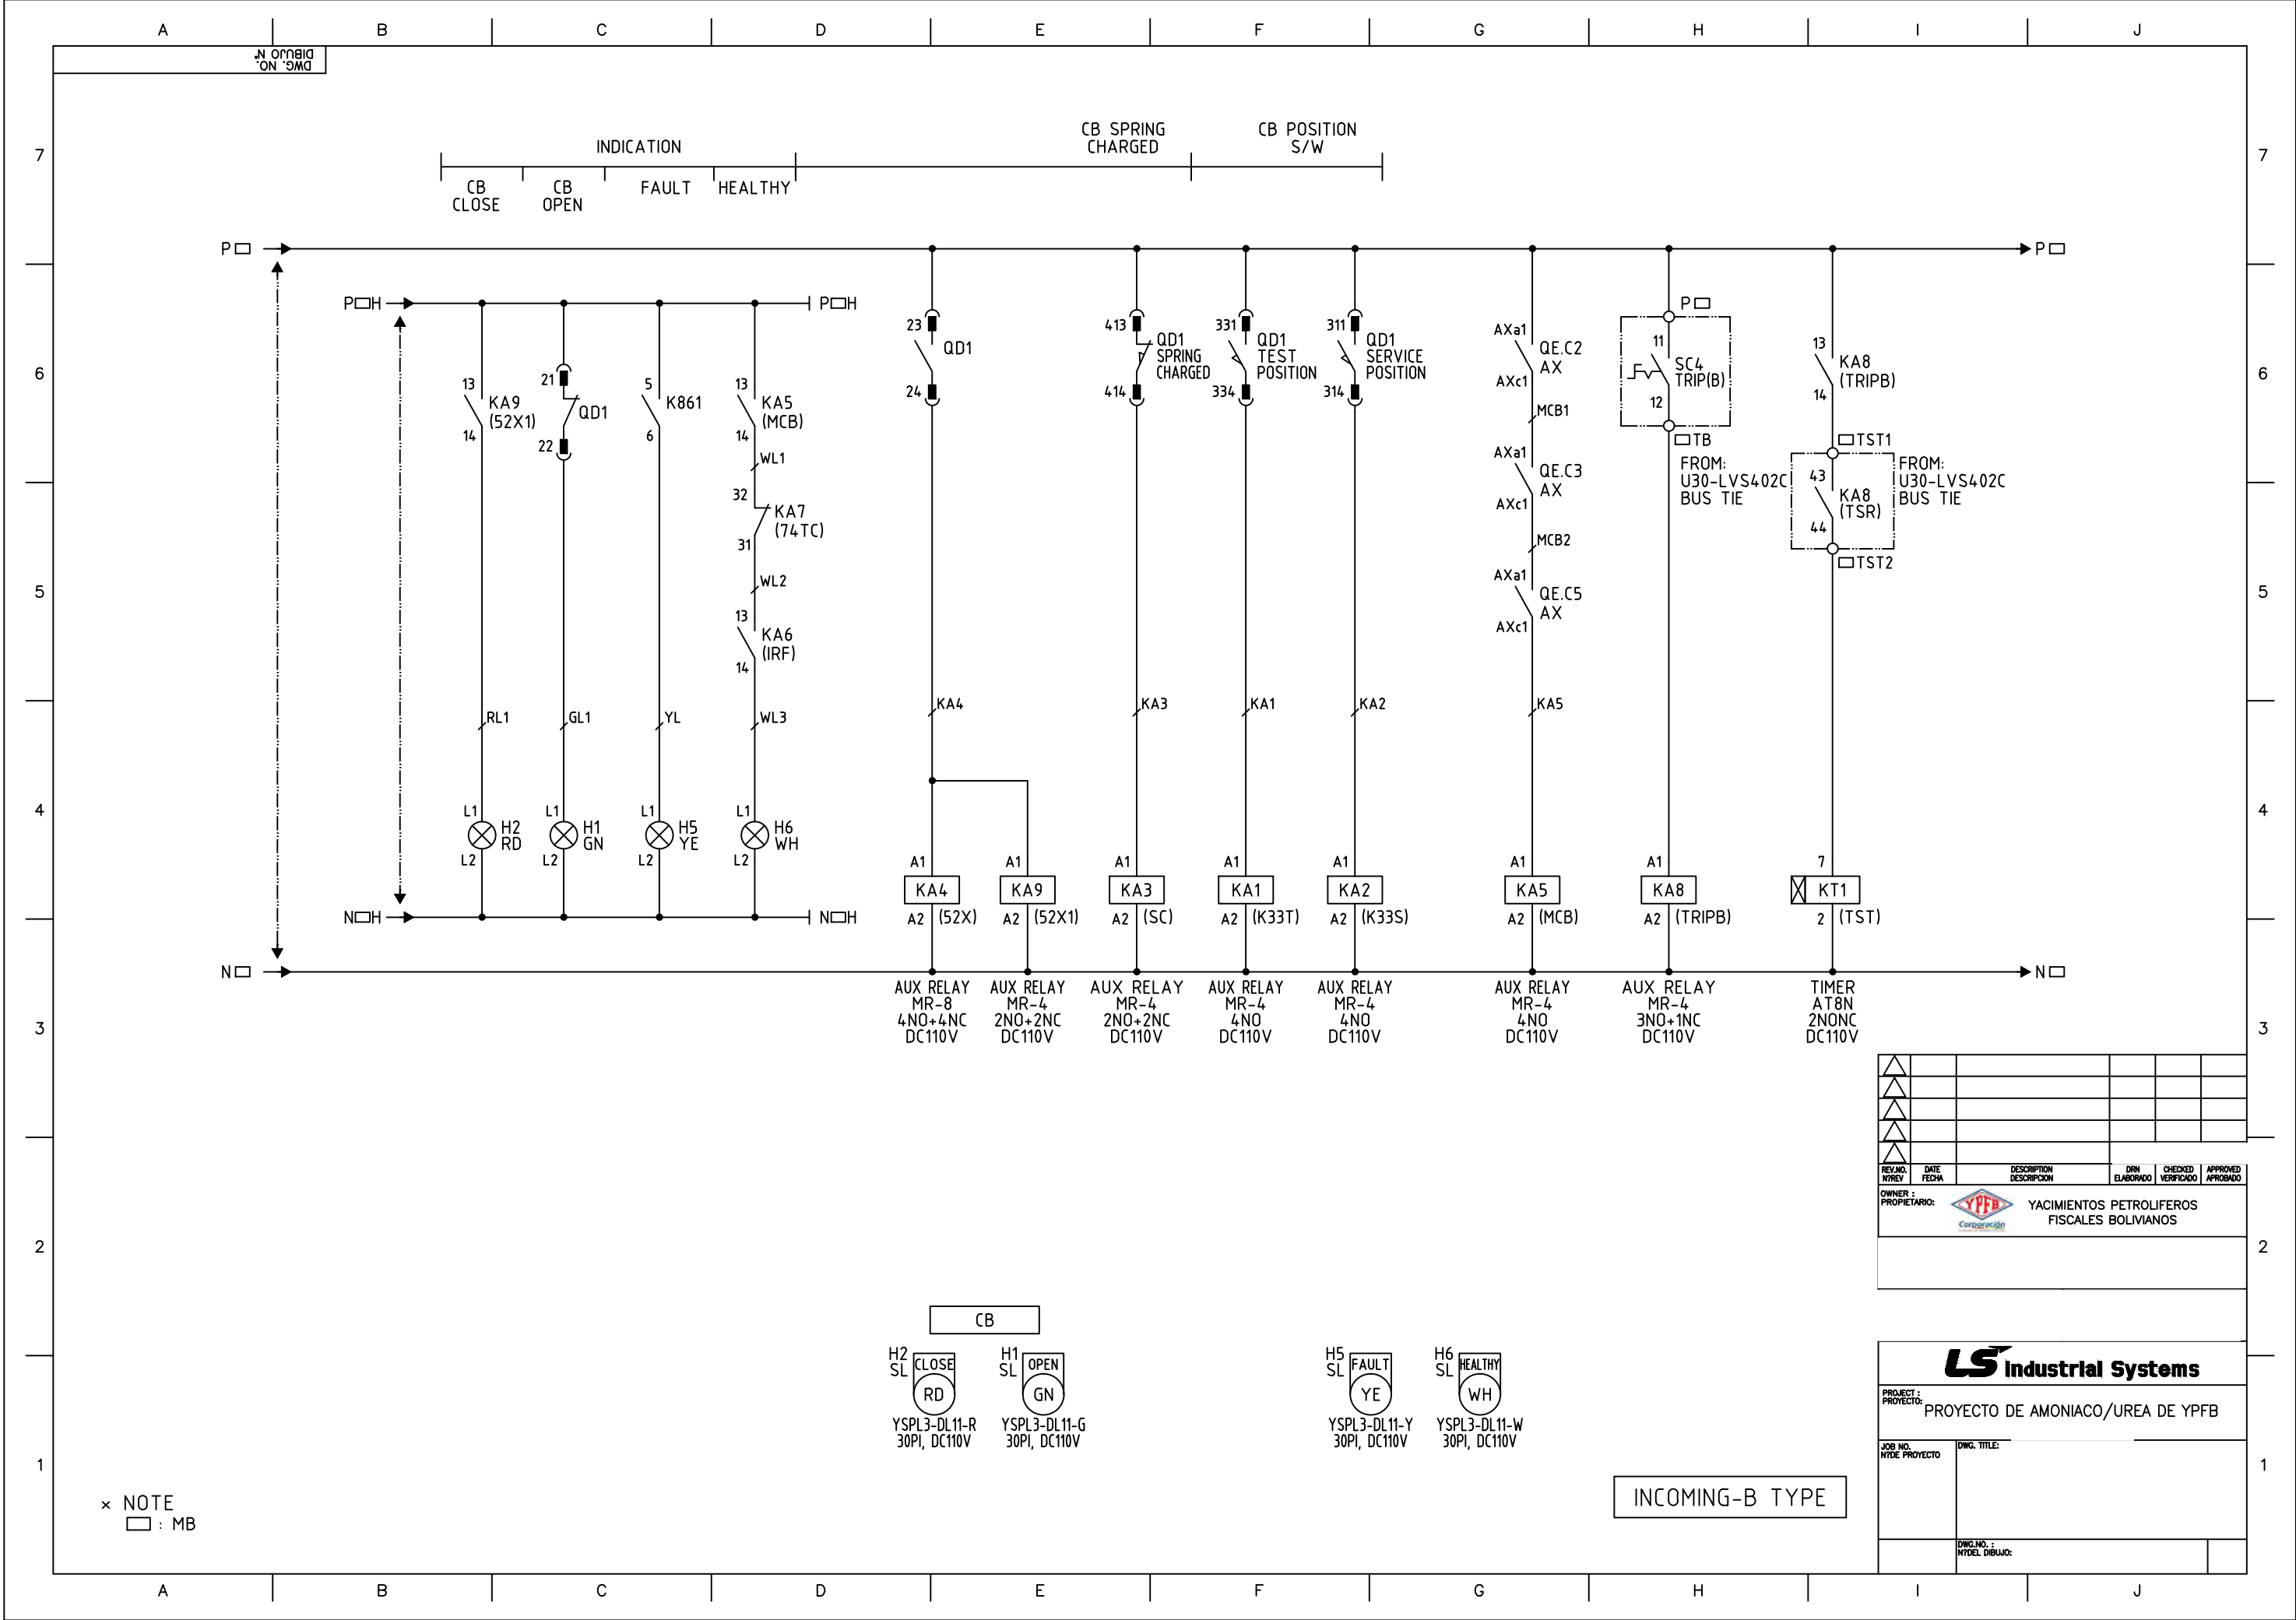 A B C D E F G H I J
DWG. NO.
DIBUJO N°
7
7
INDICATION
CB
CLOSE
CB
OPEN
FAULT
HEALTHY
CB SPRING
CHARGED
CB POSITION
S/W
P
P
P H
P H
13
KA9
(52X1)
14
21
QD1
22
5
K861
6
13
KA5
(MCB)
14
WL1
32
KA7
(74TC)
31
WL2
13
KA6
(IRF)
14
WL3
RL1
GL1
YL
23
QD1
24
413
QD1
SPRING
CHARGED
414
331
QD1
TEST
POSITION
334
311
QD1
SERVICE
POSITION
314
AXa1
QE.C2
AX
AXc1
MCB1
AXa1
QE.C3
AX
AXc1
MCB2
AXa1
QE.C5
AX
AXc1
P
11
SC4
TRIP(B)
12
TB
FROM:
U30-LVS402C
BUS TIE
13
KA8
(TRIPB)
14
TST1
43
KA8
(TSR)
44
TST2
FROM:
U30-LVS402C
BUS TIE
6
6
5
5
KA4
KA3
KA1
KA2
KA5
4
4
L1
H2
RD
L2
L1
H1
GN
L2
L1
H5
YE
L2
L1
H6
WH
L2
A1
KA4
A2 (52X)
A1
KA9
A2 (52X1)
A1
KA3
A2 (SC)
A1
KA1
A2 (K33T)
A1
KA2
A2 (K33S)
A1
KA5
A2 (MCB)
A1
KA8
A2 (TRIPB)
7
KT1
2 (TST)
N H
N H
N
N
AUX RELAY
MR-8
4NO+4NC
DC110V
AUX RELAY
MR-4
2NO+2NC
DC110V
AUX RELAY
MR-4
2NO+2NC
DC110V
AUX RELAY
MR-4
4NO
DC110V
AUX RELAY
MR-4
4NO
DC110V
AUX RELAY
MR-4
4NO
DC110V
AUX RELAY
MR-4
3NO+1NC
DC110V
TIMER
AT8N
2NONC
DC110V
3
3
REV.NO.
N?REV
DATE
FECHA
DESCRIPTION
DESCRIPCION
DRN
ELABORADO
CHECKED
VERIFICADO
APPROVED
APROBADO
OWNER :
PROPIETARIO:
YPFB
Corporación
YACIMIENTOS PETROLIFEROS
FISCALES BOLIVIANOS
2
2
CB
H2
SL
CLOSE
RD
YSPL3-DL11-R
30PI, DC110V
H1
SL
OPEN
GN
YSPL3-DL11-G
30PI, DC110V
H5
SL
FAULT
YE
YSPL3-DL11-Y
30PI, DC110V
H6
SL
HEALTHY
WH
YSPL3-DL11-W
30PI, DC110V
LS Industrial Systems
PROJECT :
PROYECTO:
PROYECTO DE AMONIACO/UREA DE YPFB
JOB NO.
N?DE PROYECTO
DWG. TITLE:
1
1
INCOMING-B TYPE
× NOTE
: MB
DWG.NO. :
N?DEL DIBUJO:
A B C D E F G H I J